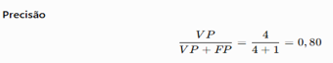 Precisão
VP / (VP + FP) = 4 / (4 + 1) = 0,80